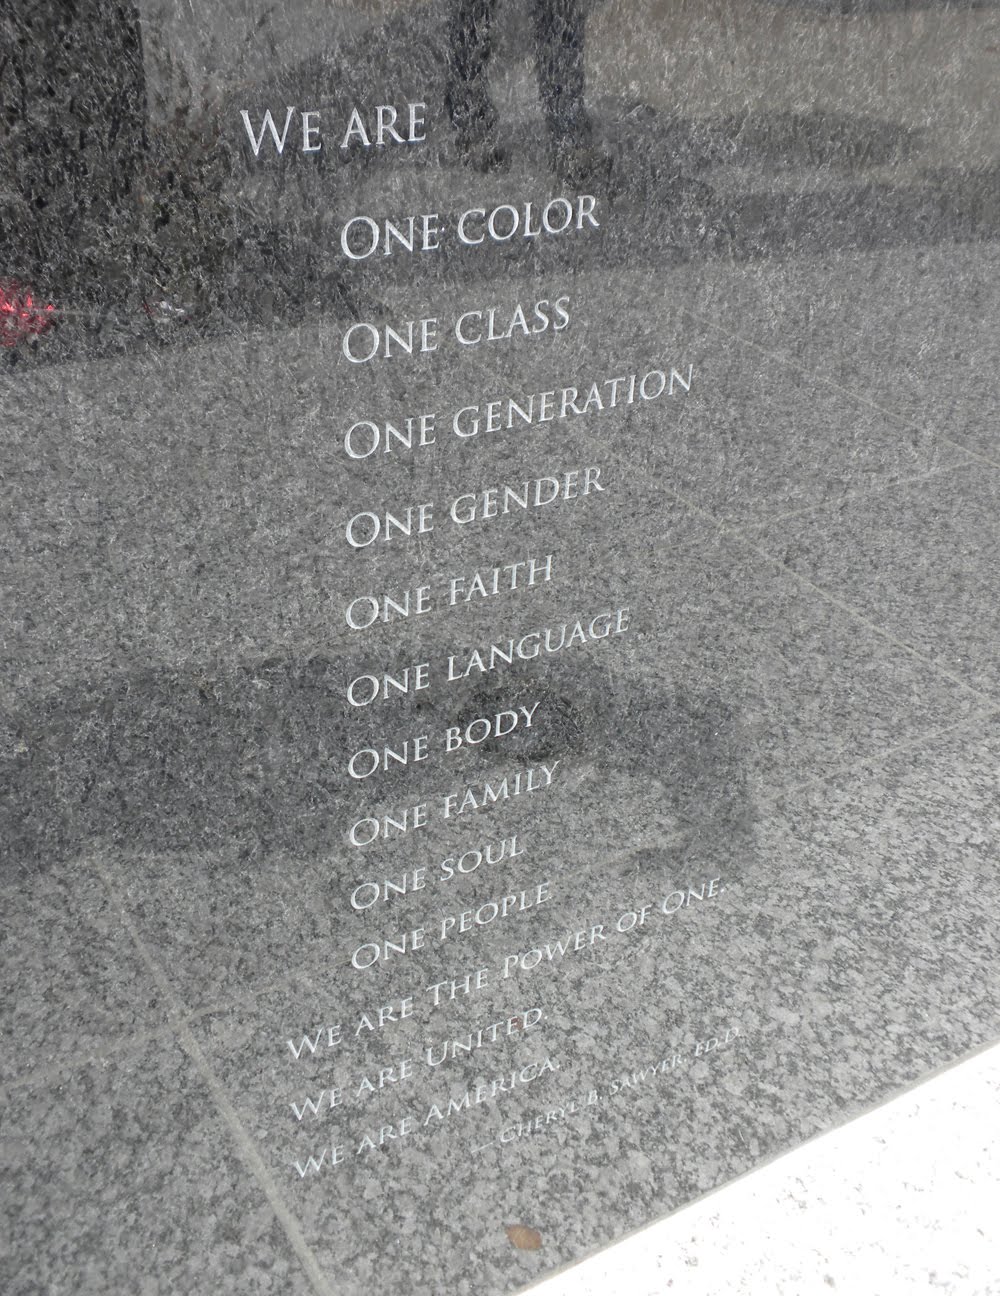 We are
One color
One class
One generation
One gender
One faith
One language
One body
One family
One soul
One people
We are The Power of One.
We are United.
We are America.
— Cheryl B. Sawyer, Ed.D.